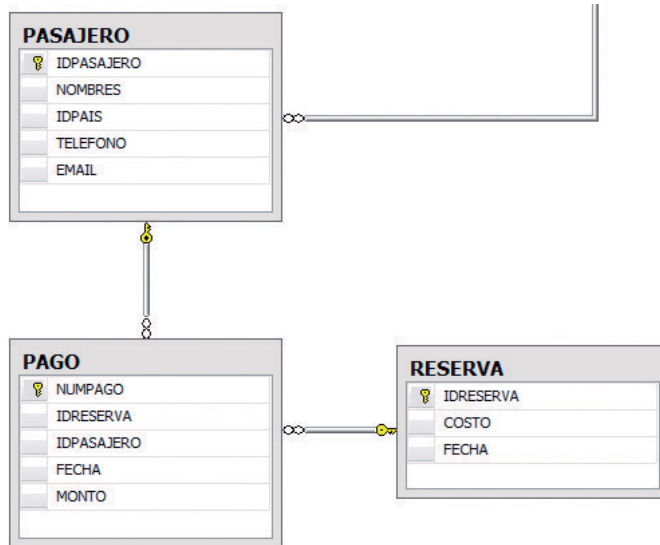 PASAJERO
IDPASAJERO
NOMBRES
IDPAIS
TELEFONO
EMAIL
PAGO
NUMPAGO
IDRESERVA
IDPASAJERO
FECHA
MONTO
RESERVA
IDRESERVA
COSTO
FECHA